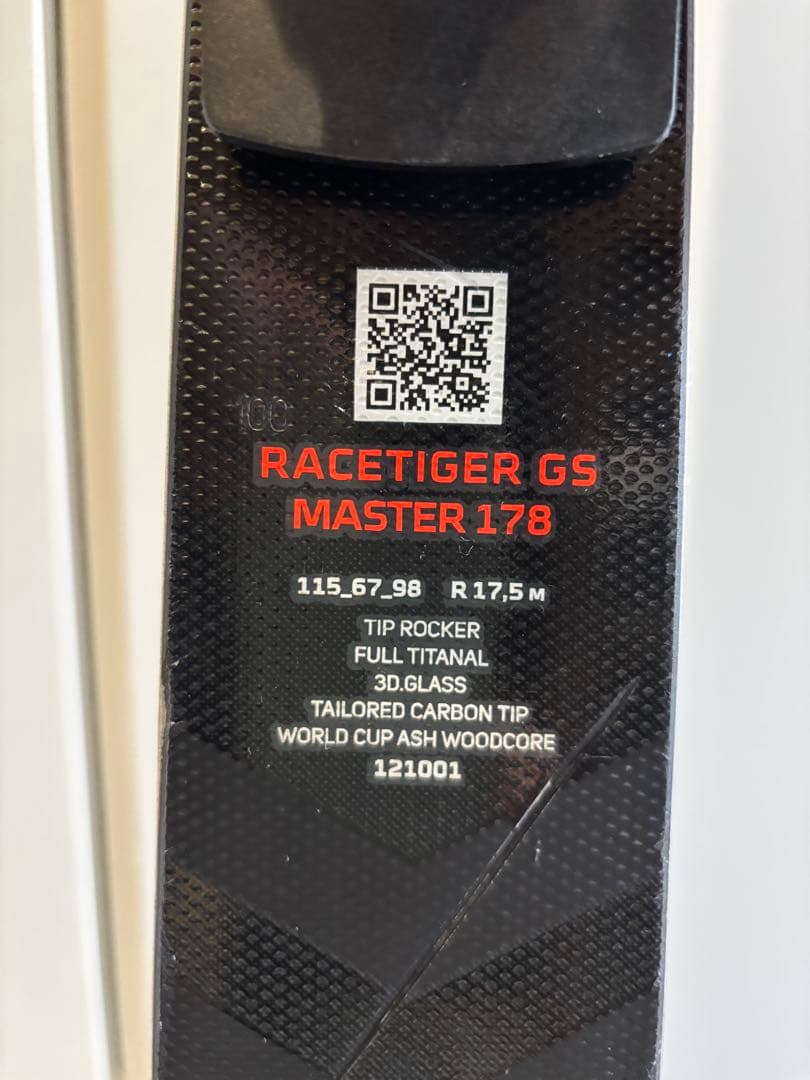 100
RACETIGER GS
MASTER 178
115_67_98 R 17,5 M
TIP ROCKER
FULL TITANAL
3D.GLASS
TAILORED CARBON TIP
WORLD CUP ASH WOODCORE
121001